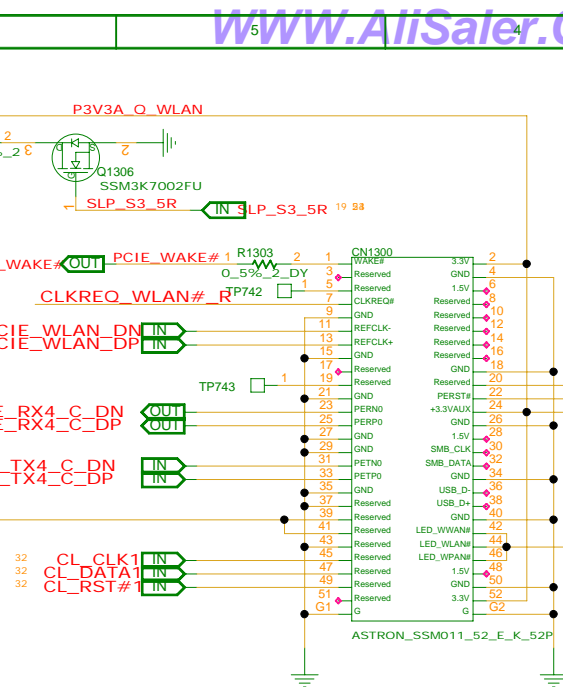 WWW.AliSaler.C
5 4
P3V3A_Q_WLAN
2
%_2 3 D S 2
Q1306
SSM3K7002FU
1 SLP_S3_5R IN SLP_S3_5R 19
_WAKE# OUT PCIE_WAKE# 1 R1303 2
0_5%_2_DY
CN1300
1 WAKE# 3.3V 2
3 Reserved GND 4
TP742 5 Reserved 1.5V 6
CLKREQ_WLAN#_R 7 CLKREQ# Reserved 8
9 GND Reserved 10
CIE_WLAN_DN IN 11 REFCLK- Reserved 12
CIE_WLAN_DP IN 13 REFCLK+ Reserved 14
15 GND Reserved 16
17 Reserved GND 18
TP743 1 19 Reserved Reserved 20
21 GND PERST# 22
E_RX4_C_DN OUT 23 PERN0 +3.3VAUX 24
E_RX4_C_DP OUT 25 PERP0 GND 26
27 GND 1.5V 28
29 GND SMB_CLK 30
_TX4_C_DN IN 31 PETN0 SMB_DATA 32
_TX4_C_DP IN 33 PETP0 GND 34
35 GND USB_D- 36
37 Reserved USB_D+ 38
39 Reserved GND 40
41 Reserved LED_WWAN# 42
43 Reserved LED_WLAN# 44
32 CL_CLK1 IN 45 Reserved LED_WPAN# 46
32 CL_DATA1 IN 47 Reserved 1.5V 48
32 CL_RST#1 IN 49 Reserved GND 50
51 Reserved 3.3V 52
G1 G G G2
ASTRON_SSM011_52_E_K_52P